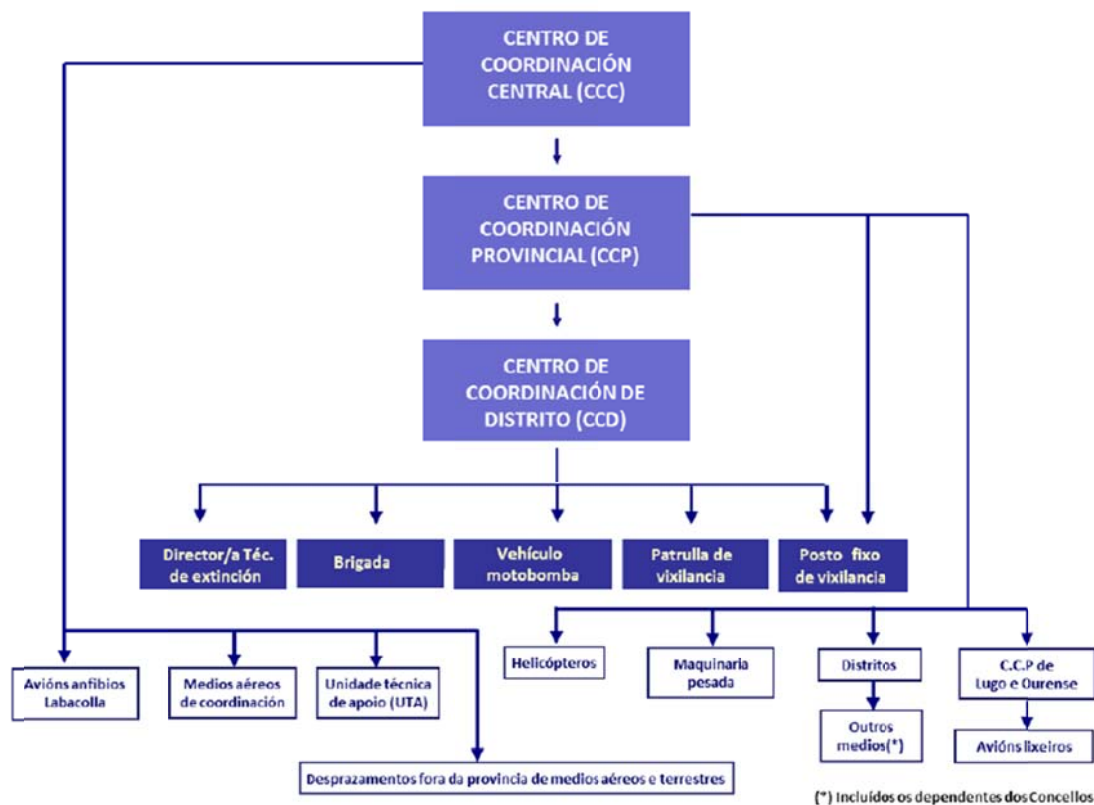 CENTRO DE
COORDINACIÓN
CENTRAL (CCC)
CENTRO DE
COORDINACIÓN
PROVINCIAL (CCP)
CENTRO DE
COORDINACIÓN DE
DISTRITO (CCD)
Director/a Téc.
de extinción
Brigada
Vehículo
motobomba
Patrulla de
vixilancia
Posto fixo
de vixilancia
Helicópteros
Maquinaria
pesada
Distritos
C.C.P de
Lugo e Ourense
Avións anfibios
Labacolla
Medios aéreos
de coordinación
Unidade técnica
de apoio (UTA)
Outros
medios(*)
Avións lixeiros
Desprazamentos fora da provincia de medios aéreos e terrestres
(*) Incluídos os dependentes dos Concellos